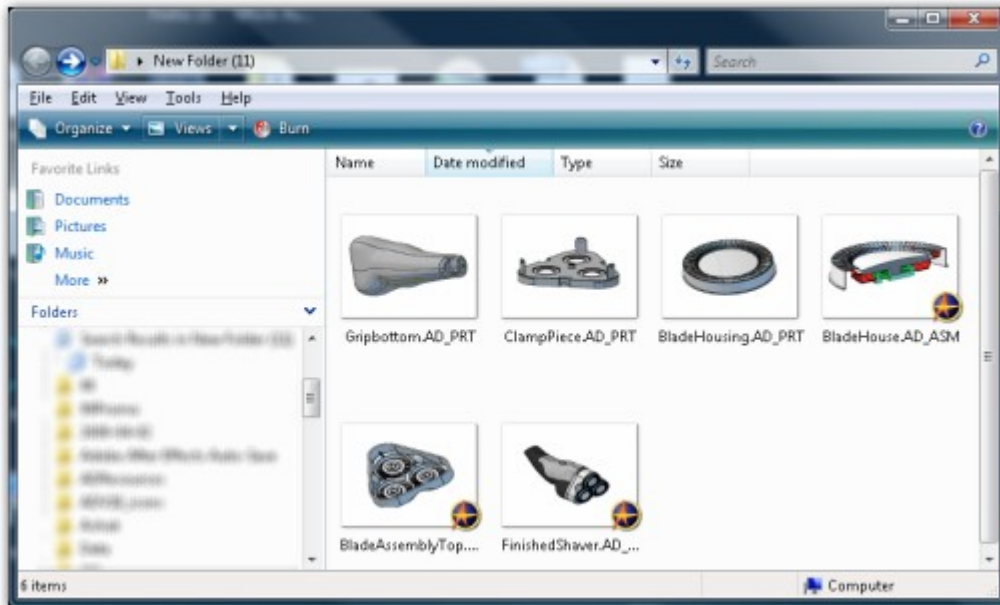 New Folder (11)
Search
File Edit View Tools Help
Organize Views Burn
Favorite Links
Documents
Pictures
Music
More »
Folders
Name Date modified Type Size
Gripbottom.AD_PRT ClampPiece.AD_PRT BladeHousing.AD_PRT BladeHouse.AD_ASM
BladeAssemblyTop.... FinishedShaver.AD_...
6 items
Computer